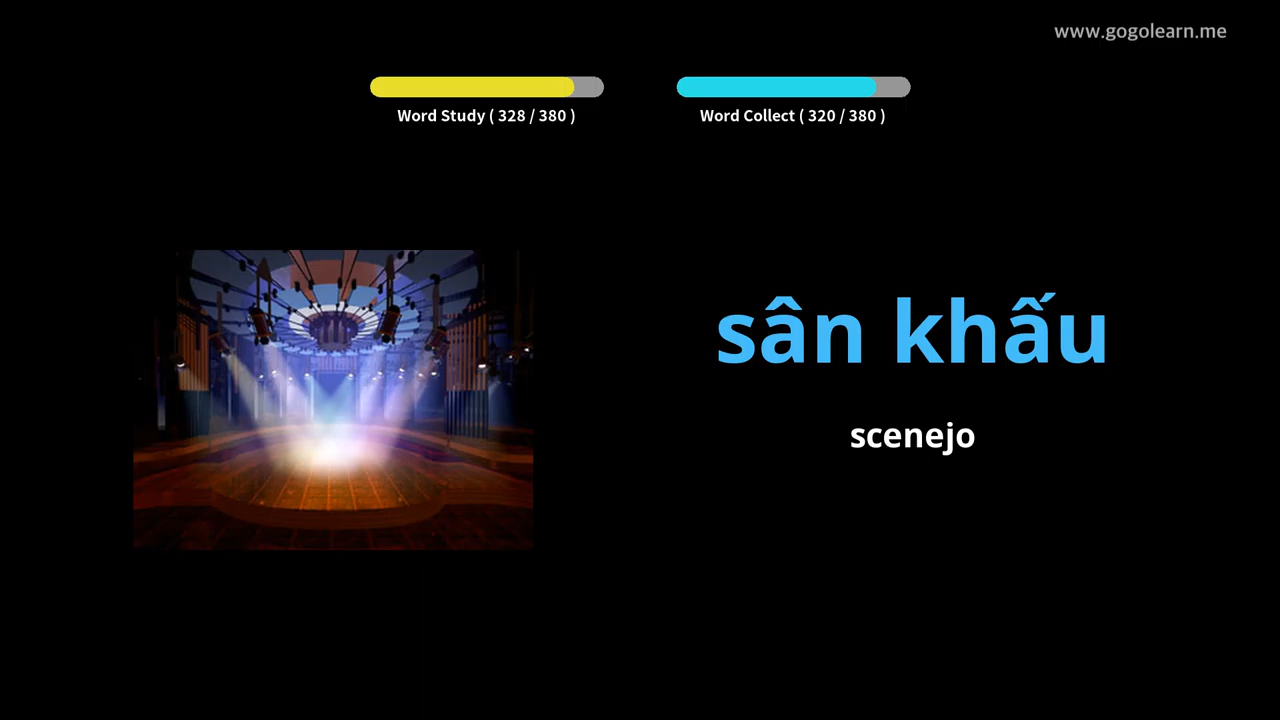 www.gogolearn.me
Word Study ( 328 / 380 )
Word Collect ( 320 / 380 )
sân khấu
scenejo